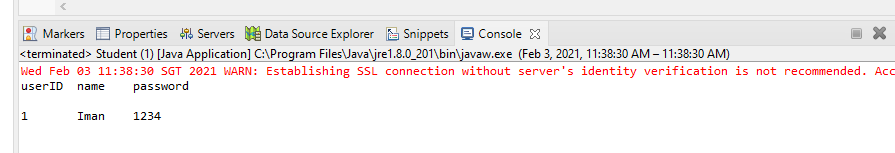 Markers Properties Servers Data Source Explorer Snippets Console
<terminated> Student (1) [Java Application] C:\Program Files\Java\jre1.8.0_201\bin\javaw.exe (Feb 3, 2021, 11:38:30 AM – 11:38:30 AM)
Wed Feb 03 11:38:30 SGT 2021 WARN: Establishing SSL connection without server's identity verification is not recommended. Acc
userID name password
1 Iman 1234